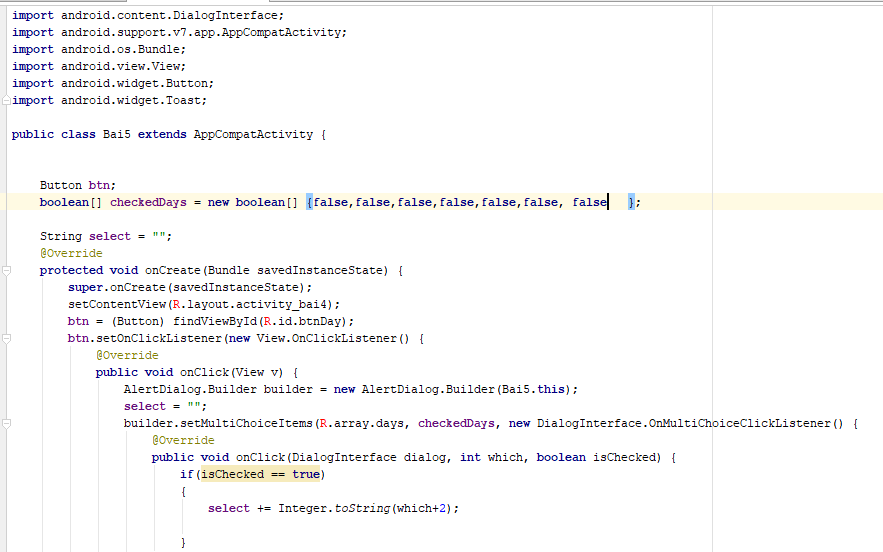 import android.content.DialogInterface;
import android.support.v7.app.AppCompatActivity;
import android.os.Bundle;
import android.view.View;
import android.widget.Button;
import android.widget.Toast;

public class Bai5 extends AppCompatActivity {


    Button btn;
    boolean[] checkedDays = new boolean[] {false,false,false,false,false,false, false   };

    String select = "";
    @Override
    protected void onCreate(Bundle savedInstanceState) {
        super.onCreate(savedInstanceState);
        setContentView(R.layout.activity_bai4);
        btn = (Button) findViewById(R.id.btnDay);
        btn.setOnClickListener(new View.OnClickListener() {
            @Override
            public void onClick(View v) {
                AlertDialog.Builder builder = new AlertDialog.Builder(Bai5.this);
                select = "";
                builder.setMultiChoiceItems(R.array.days, checkedDays, new DialogInterface.OnMultiChoiceClickListener() {
                    @Override
                    public void onClick(DialogInterface dialog, int which, boolean isChecked) {
                        if(isChecked == true)
                        {
                            select += Integer.toString(which+2);

                        }